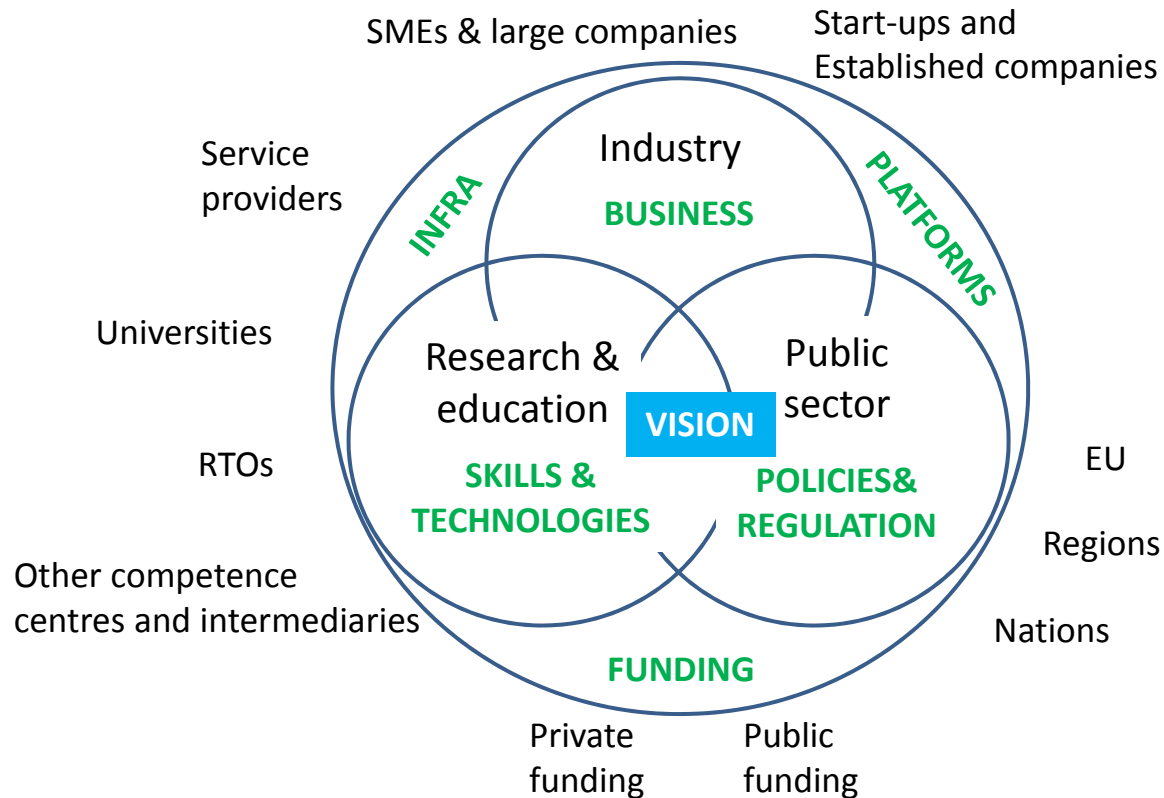 SMEs & large companies
Start-ups and
Established companies
Service
providers
INFRA
Industry
BUSINESS
PLATFORMS
Universities
Research &
education
Public
sector
VISION
RTOs
SKILLS &
TECHNOLOGIES
POLICIES&
REGULATION
EU
Regions
Nations
Other competence
centres and intermediaries
FUNDING
Private
funding
Public
funding